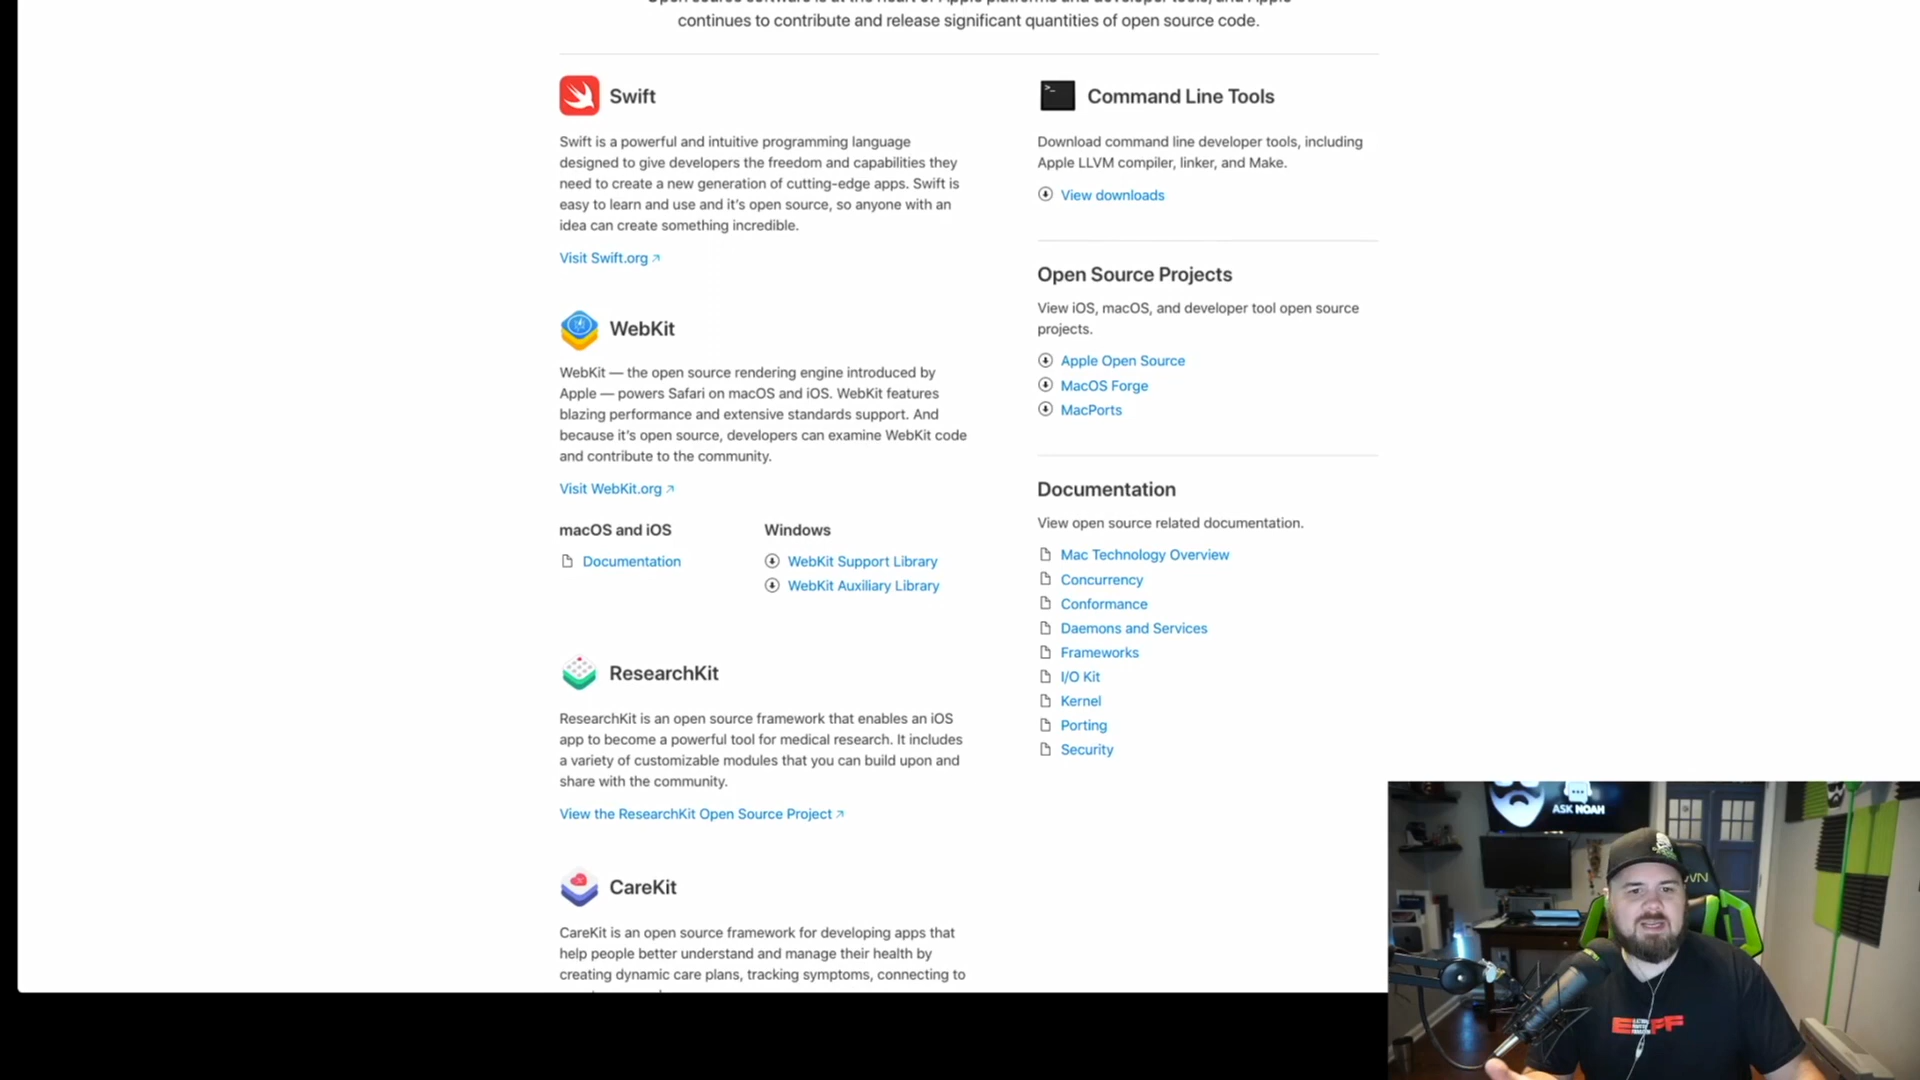 Open source software is at the heart of Apple platforms and developer tools, and Apple
continues to contribute and release significant quantities of open source code.
Swift
Swift is a powerful and intuitive programming language
designed to give developers the freedom and capabilities they
need to create a new generation of cutting-edge apps. Swift is
easy to learn and use and it's open source, so anyone with an
idea can create something incredible.
Visit Swift.org
WebKit
WebKit — the open source rendering engine introduced by
Apple — powers Safari on macOS and iOS. WebKit features
blazing performance and extensive standards support. And
because it's open source, developers can examine WebKit code
and contribute to the community.
Visit WebKit.org
macOS and iOS
Documentation
Windows
WebKit Support Library
WebKit Auxiliary Library
ResearchKit
ResearchKit is an open source framework that enables an iOS
app to become a powerful tool for medical research. It includes
a variety of customizable modules that you can build upon and
share with the community.
View the ResearchKit Open Source Project
CareKit
CareKit is an open source framework for developing apps that
help people better understand and manage their health by
creating dynamic care plans, tracking symptoms, connecting to
>_
Command Line Tools
Download command line developer tools, including
Apple LLVM compiler, linker, and Make.
View downloads
Open Source Projects
View iOS, macOS, and developer tool open source
projects.
Apple Open Source
MacOS Forge
MacPorts
Documentation
View open source related documentation.
Mac Technology Overview
Concurrency
Conformance
Daemons and Services
Frameworks
I/O Kit
Kernel
Porting
Security
ASK NOAH
EFF